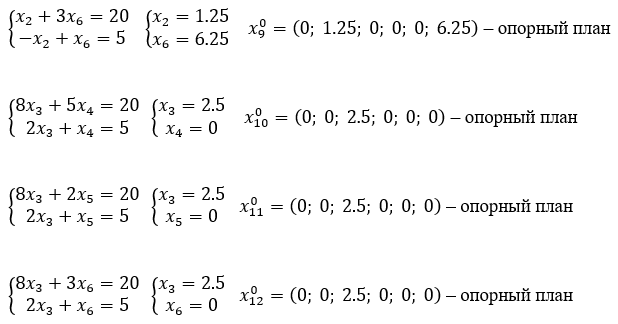 {x₂ + 3x₆ = 20 {x₂ = 1.25 x₉⁰ = (0; 1.25; 0; 0; 0; 6.25) – опорный план
−x₂ + x₆ = 5 x₆ = 6.25
{8x₃ + 5x₄ = 20 {x₃ = 2.5 x₁₀⁰ = (0; 0; 2.5; 0; 0; 0) – опорный план
2x₃ + x₄ = 5 x₄ = 0
{8x₃ + 2x₅ = 20 {x₃ = 2.5 x₁₁⁰ = (0; 0; 2.5; 0; 0; 0) – опорный план
2x₃ + x₅ = 5 x₅ = 0
{8x₃ + 3x₆ = 20 {x₃ = 2.5 x₁₂⁰ = (0; 0; 2.5; 0; 0; 0) – опорный план
2x₃ + x₆ = 5 x₆ = 0